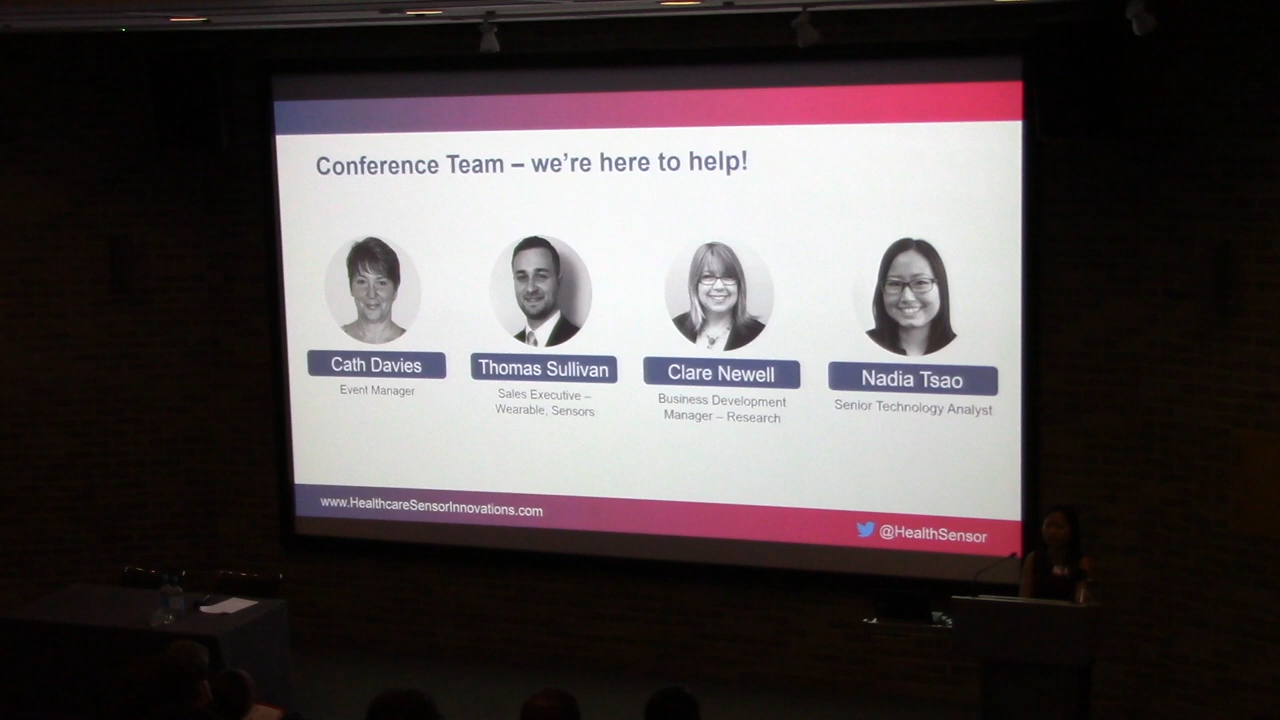 Conference Team – we're here to help!
Cath Davies
Event Manager
Thomas Sullivan
Sales Executive –
Wearable, Sensors
Clare Newell
Business Development
Manager – Research
Nadia Tsao
Senior Technology Analyst
www.HealthcareSensorInnovations.com
@HealthSensor